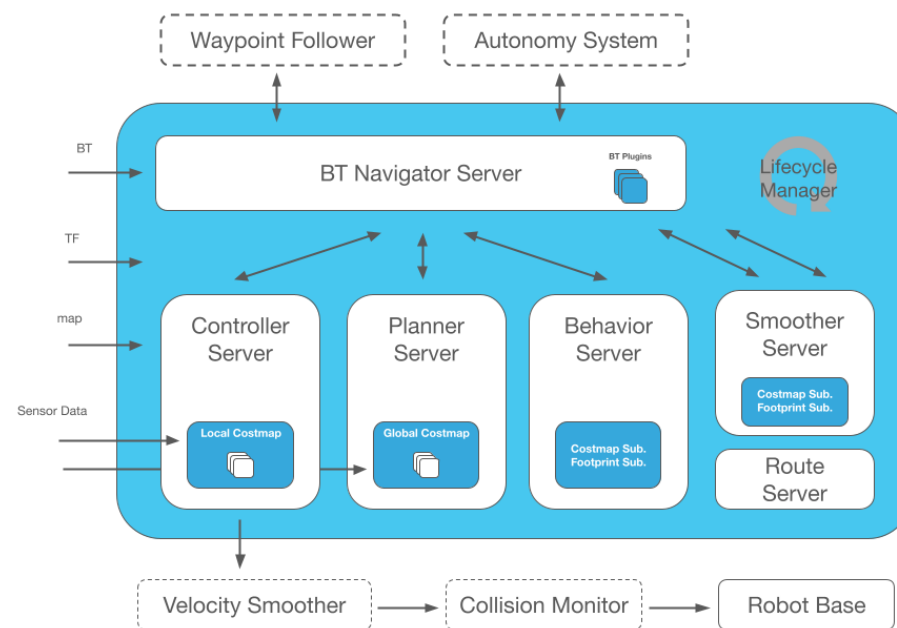 Waypoint Follower
Autonomy System
BT
BT Navigator Server
BT Plugins
Lifecycle
Manager
TF
map
Sensor Data
Controller
Server
Local Costmap
Planner
Server
Global Costmap
Behavior
Server
Costmap Sub.
Footprint Sub.
Smoother
Server
Costmap Sub.
Footprint Sub.
Route
Server
Velocity Smoother
Collision Monitor
Robot Base